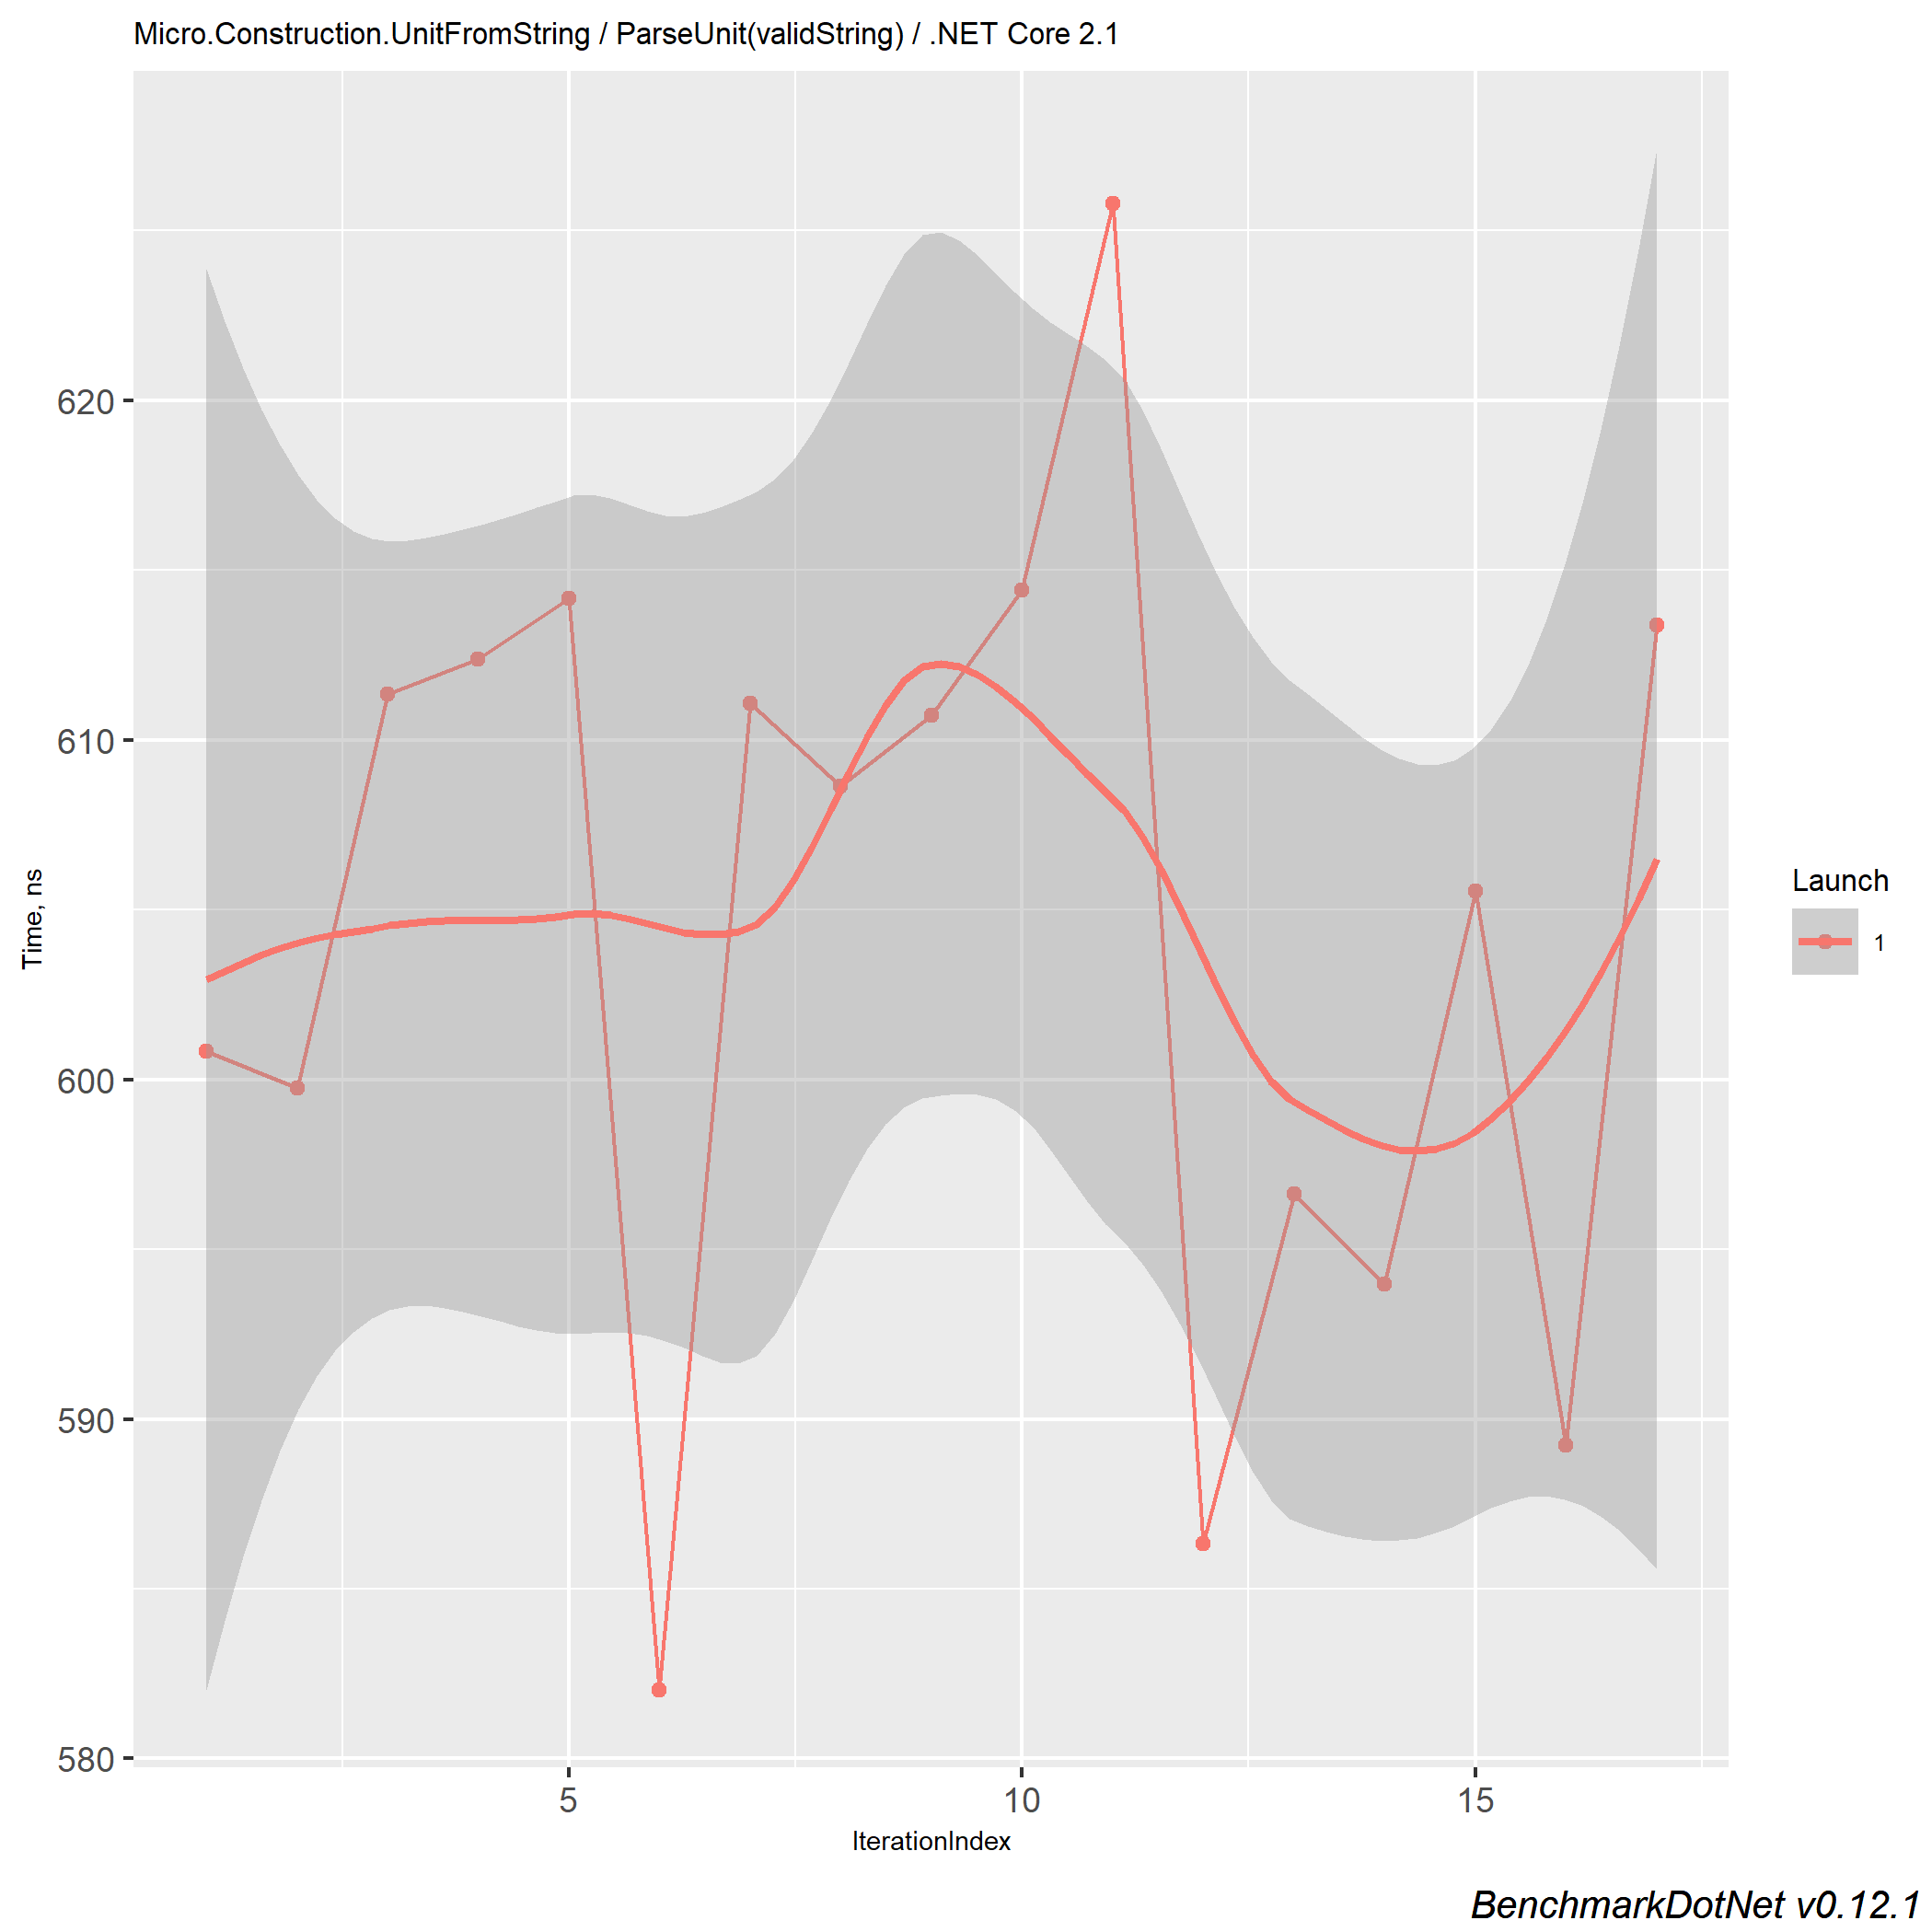 Micro.Construction.UnitFromString / ParseUnit(validString) / .NET Core 2.1
620
610
600
590
580
Time, ns
5 10 15
IterationIndex
Launch
1
BenchmarkDotNet v0.12.1